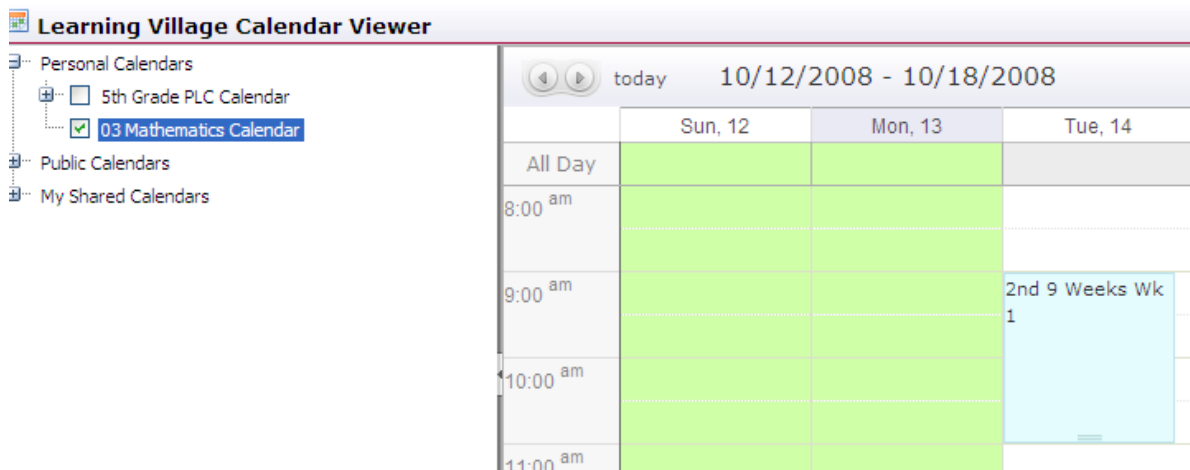 Learning Village Calendar Viewer
Personal Calendars
5th Grade PLC Calendar
03 Mathematics Calendar
Public Calendars
My Shared Calendars
today 10/12/2008 - 10/18/2008
Sun, 12 Mon, 13 Tue, 14
All Day
8:00 am
9:00 am
2nd 9 Weeks Wk
1
10:00 am
11:00 am